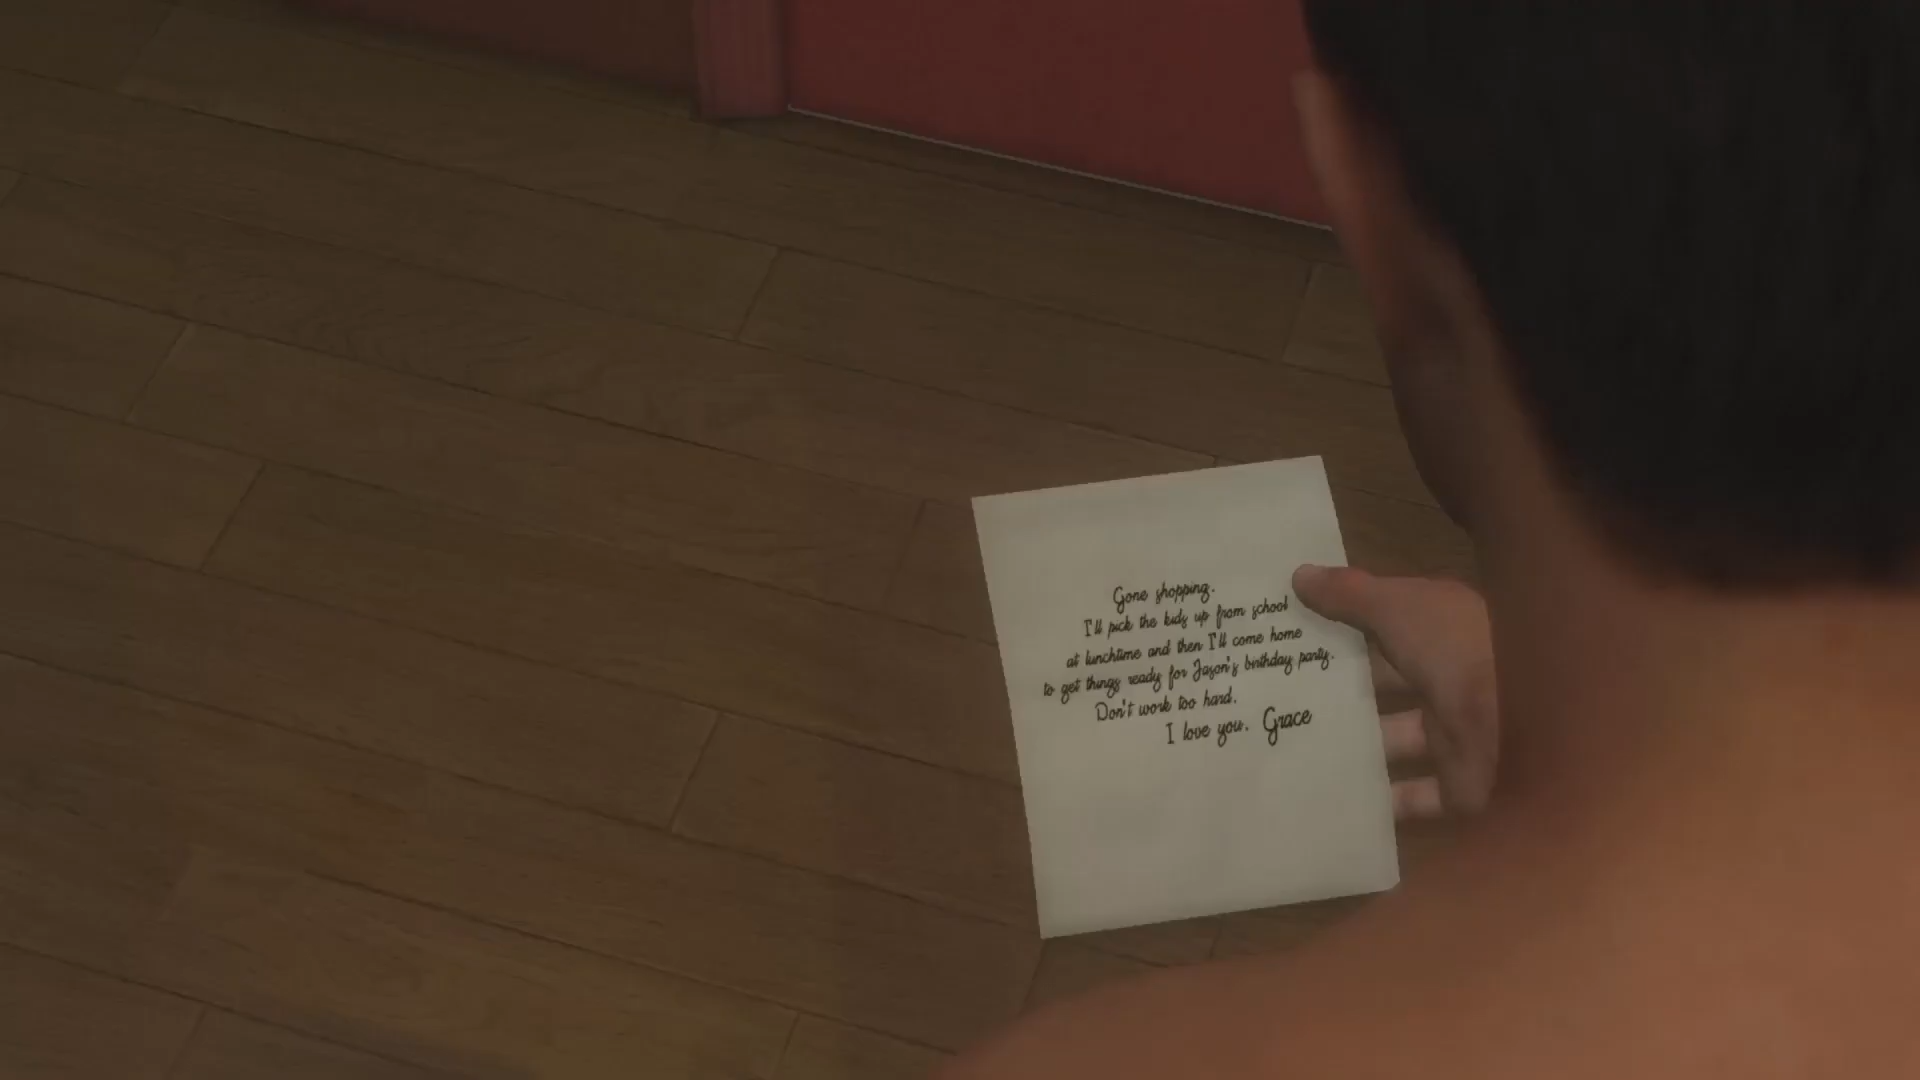 Gone shopping.
I'll pick the kids up from school
at lunchtime and then I'll come home
to get things ready for Jason's birthday party.
Don't work too hard.
I love you. Grace